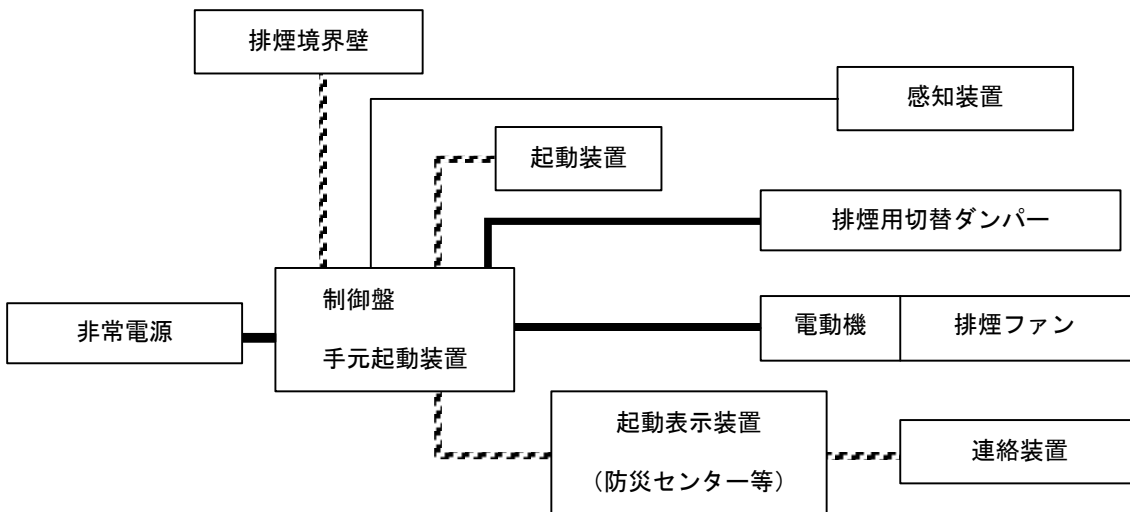 排煙境界壁
感知装置
起動装置
排煙用切替ダンパー
制御盤
手元起動装置
非常電源
電動機
排煙ファン
起動表示装置
（防災センター等）
連絡装置